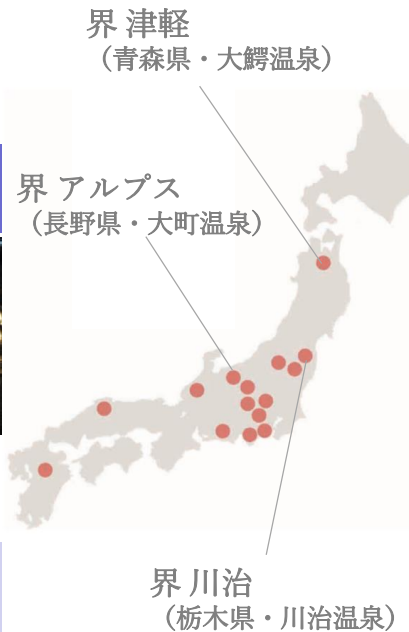 界 津軽
（青森県・大鰐温泉）
界 アルプス
（長野県・大町温泉）
界 川治
（栃木県・川治温泉）